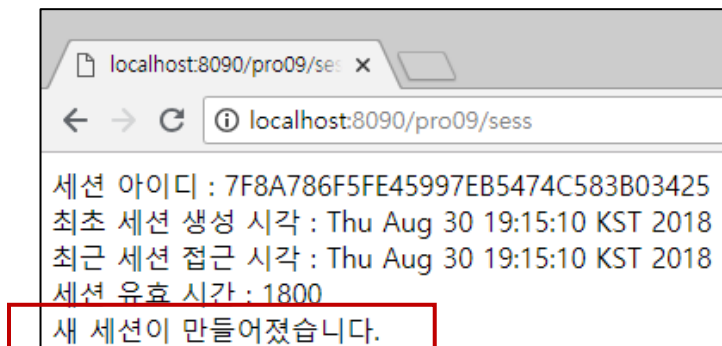 localhost:8090/pro09/ses
localhost:8090/pro09/sess
세션 아이디 : 7F8A786F5FE45997EB5474C583B03425
최초 세션 생성 시각 : Thu Aug 30 19:15:10 KST 2018
최근 세션 접근 시각 : Thu Aug 30 19:15:10 KST 2018
세션 유효 시간 : 1800
새 세션이 만들어졌습니다.